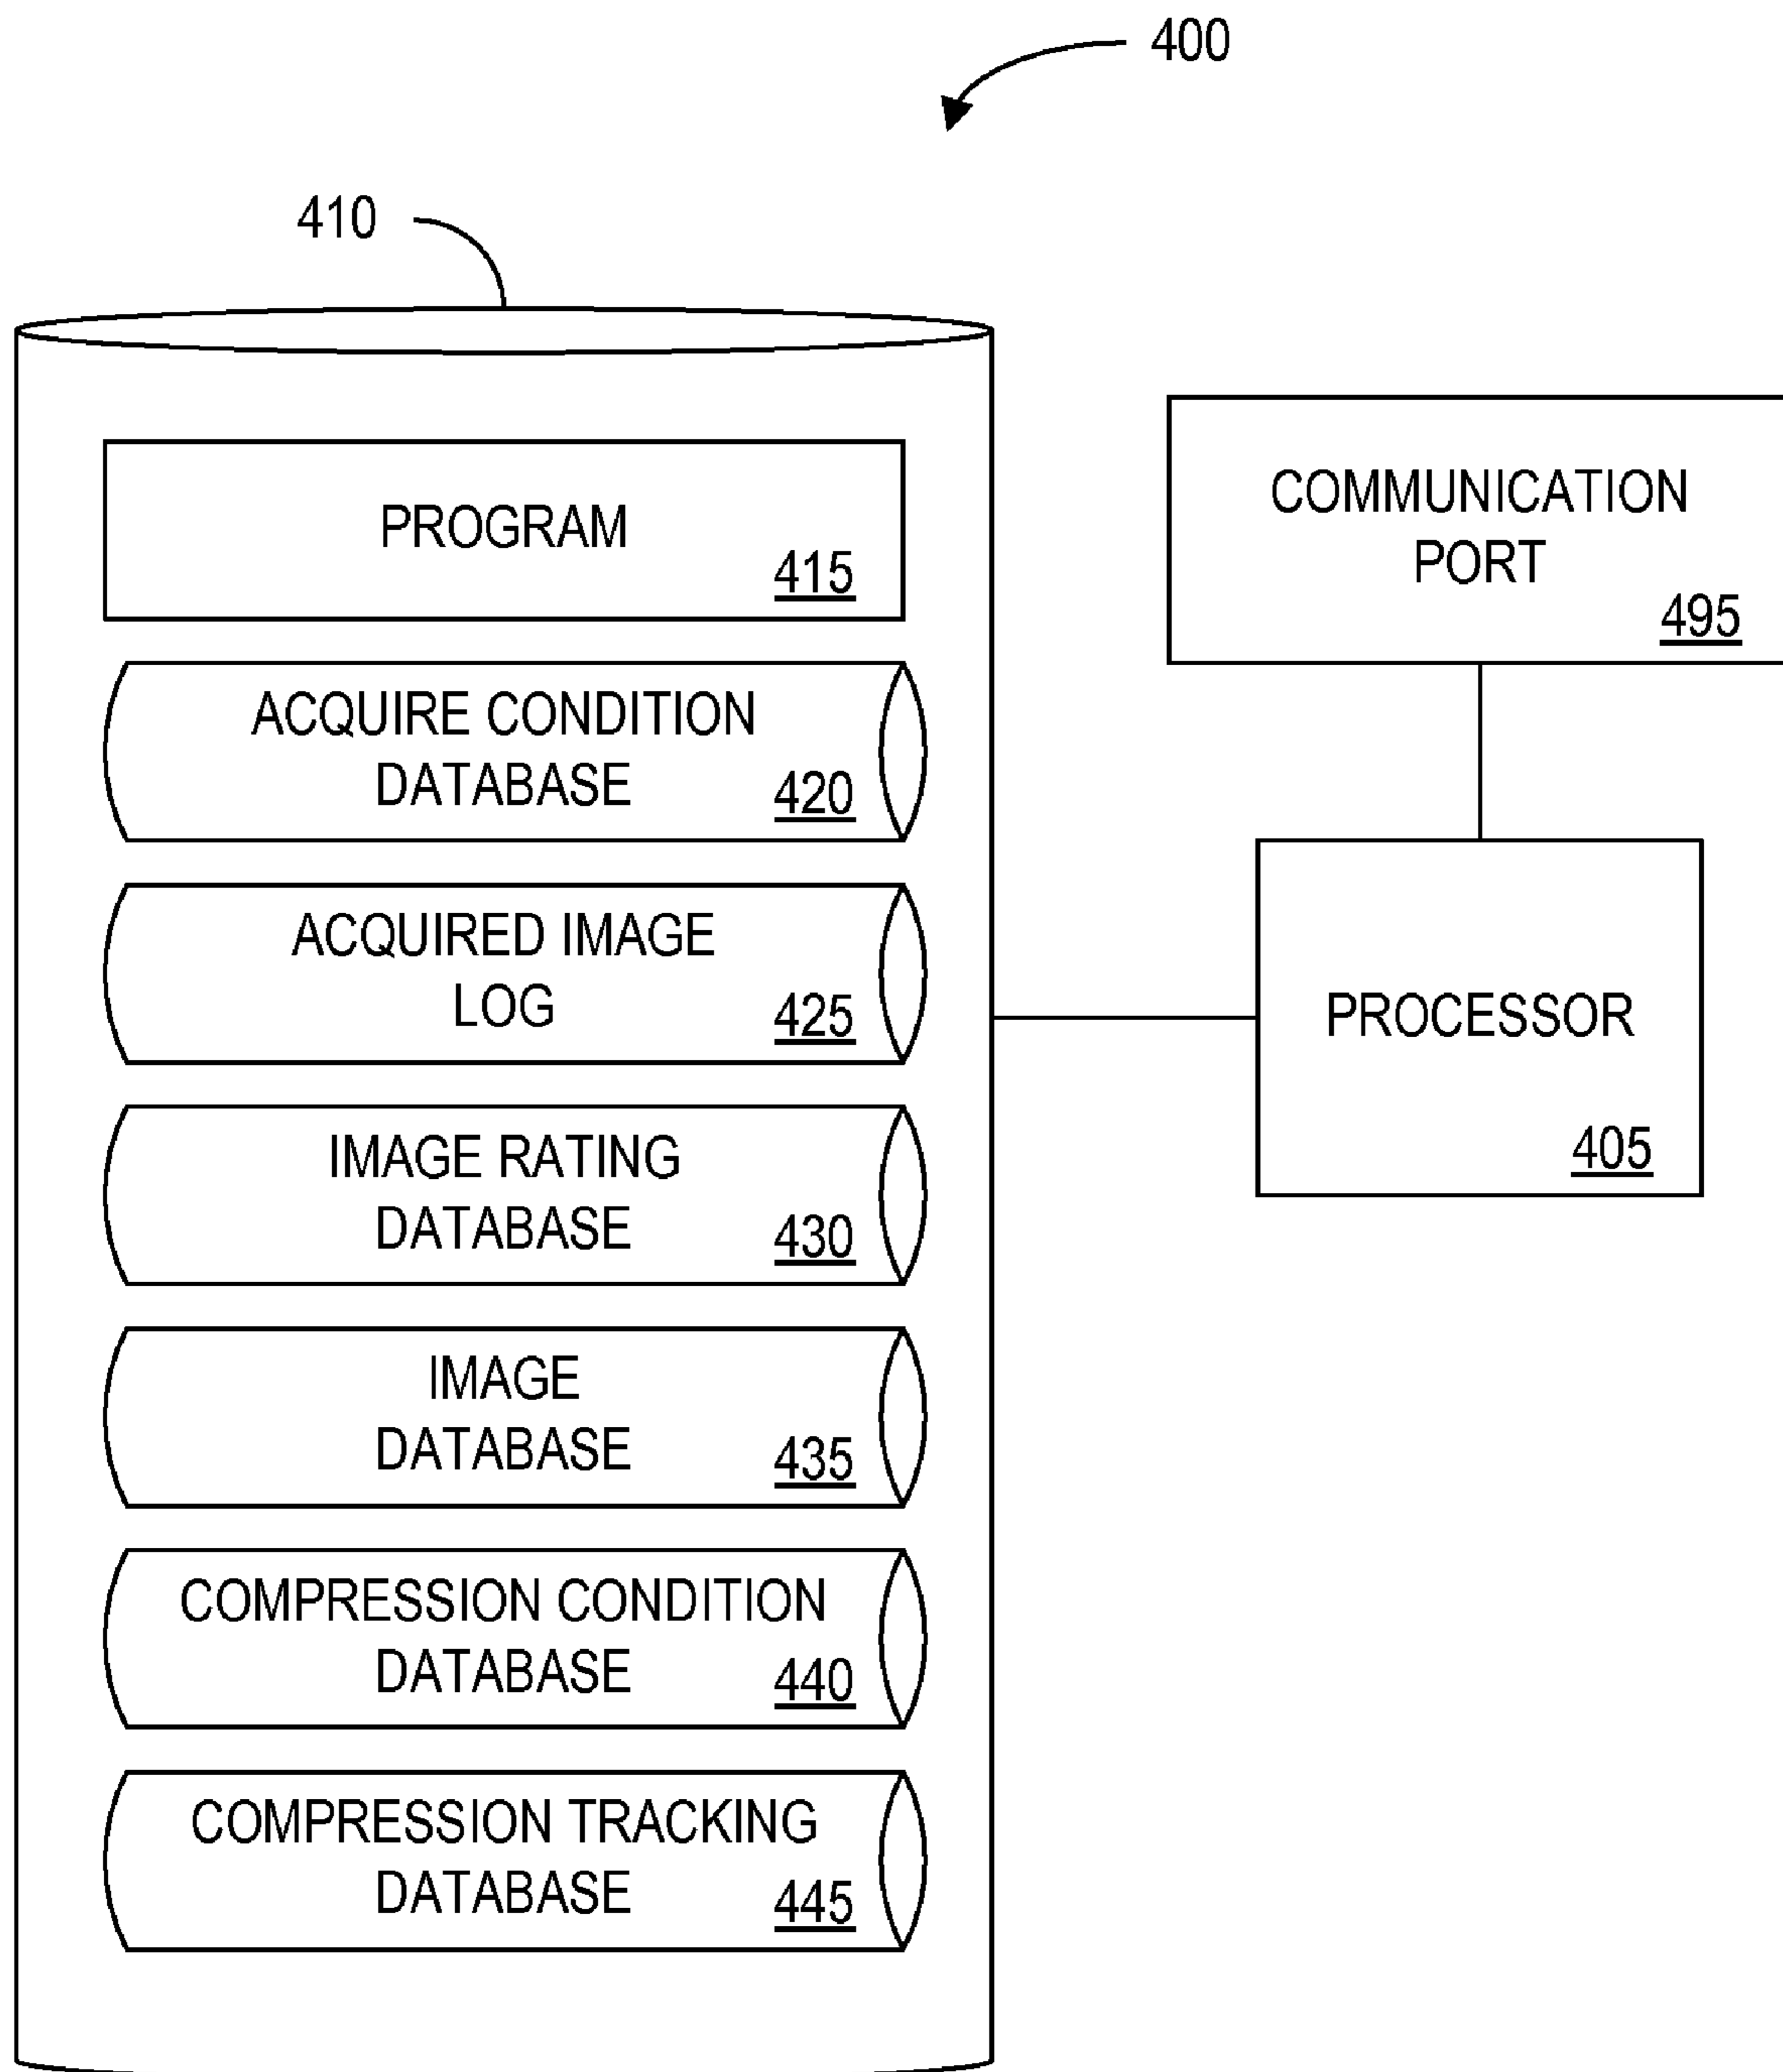 400
410
PROGRAM
415
ACQUIRE CONDITION
DATABASE
420
ACQUIRED IMAGE
LOG
425
IMAGE RATING
DATABASE
430
IMAGE
DATABASE
435
COMPRESSION CONDITION
DATABASE
440
COMPRESSION TRACKING
DATABASE
445
COMMUNICATION
PORT
495
PROCESSOR
405